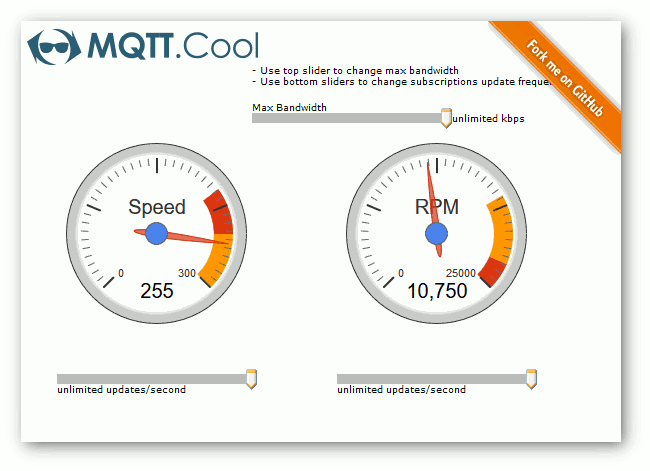 MQTT.Cool
Fork me on GitHub
- Use top slider to change max bandwidth
- Use bottom sliders to change subscriptions update freque
Max Bandwidth
unlimited kbps
Speed
0
300
255
RPM
0
25000
10,750
unlimited updates/second
unlimited updates/second